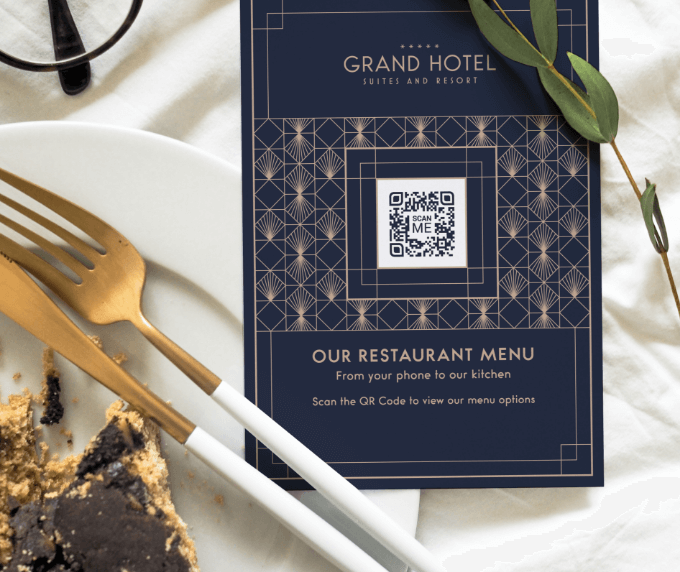 GRAND HOTEL
SUITES AND RESORT
SCAN
ME
OUR RESTAURANT MENU
From your phone to our kitchen
Scan the QR Code to view our menu options